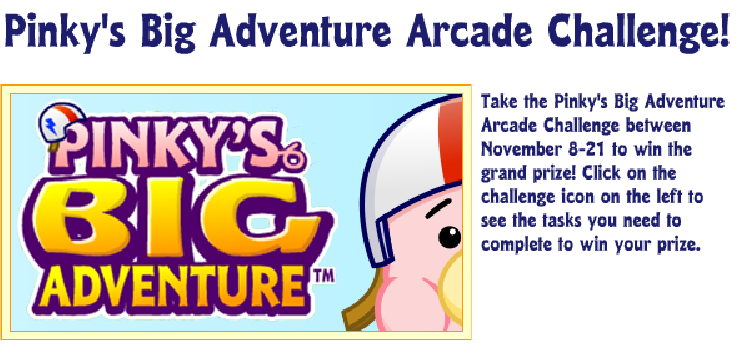 Pinky's Big Adventure Arcade Challenge!
PINKY'S
BIG
ADVENTURE™
Take the Pinky's Big Adventure
Arcade Challenge between
November 8-21 to win the
grand prize! Click on the
challenge icon on the left to
see the tasks you need to
complete to win your prize.